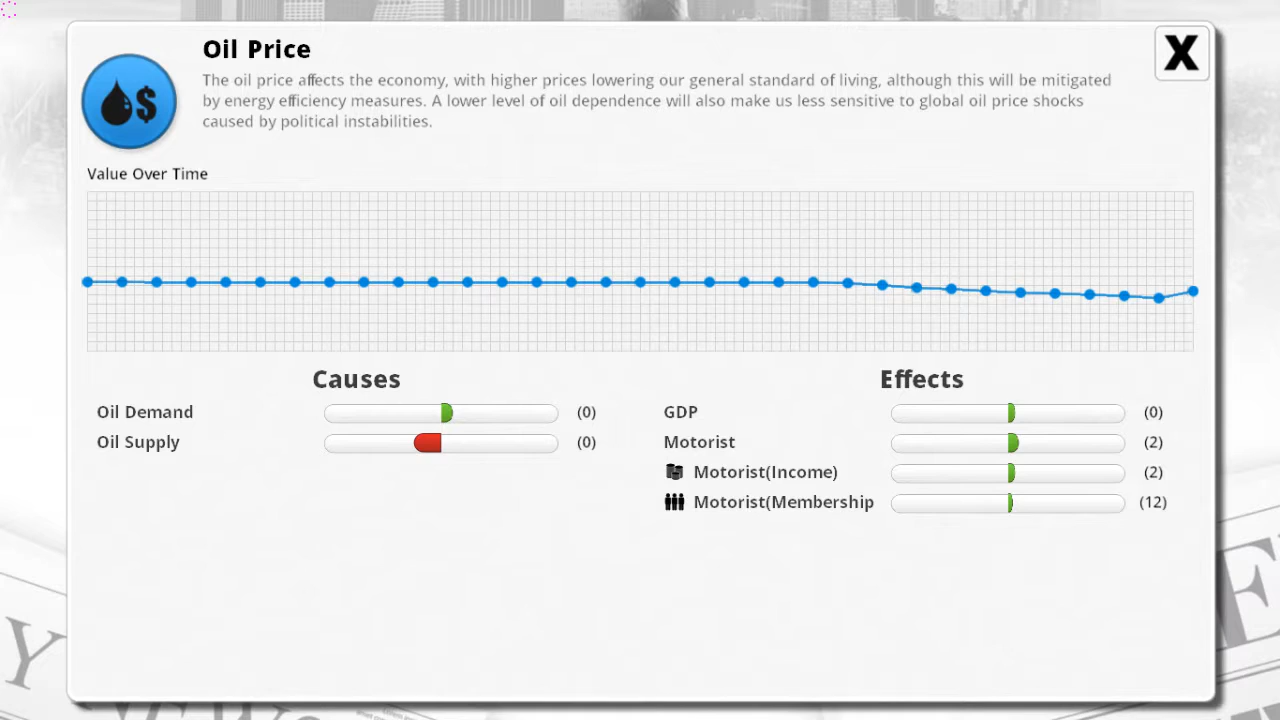 Oil Price
X
The oil price affects the economy, with higher prices lowering our general standard of living, although this will be mitigated
by energy efficiency measures. A lower level of oil dependence will also make us less sensitive to global oil price shocks
caused by political instabilities.
$
Value Over Time
Causes
Effects
Oil Demand (0)
GDP (0)
Oil Supply (0)
Motorist (2)
Motorist(Income) (2)
Motorist(Membership (12)